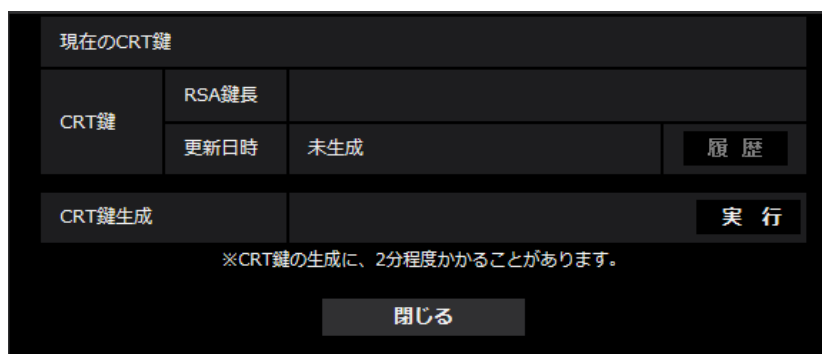 現在のCRT鍵
CRT鍵
RSA鍵長
更新日時 未生成 履 歴
CRT鍵生成 実 行
※CRT鍵の生成に、2分程度かかることがあります。
閉じる